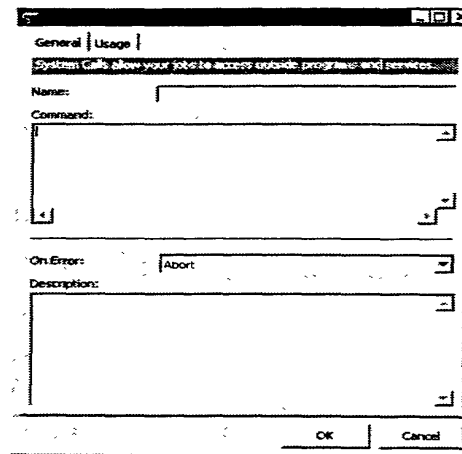 General Usage
System Calls allow your jobs to access outside programs and services.
Name:
Command:
On Error: Abort
Description:
OK Cancel